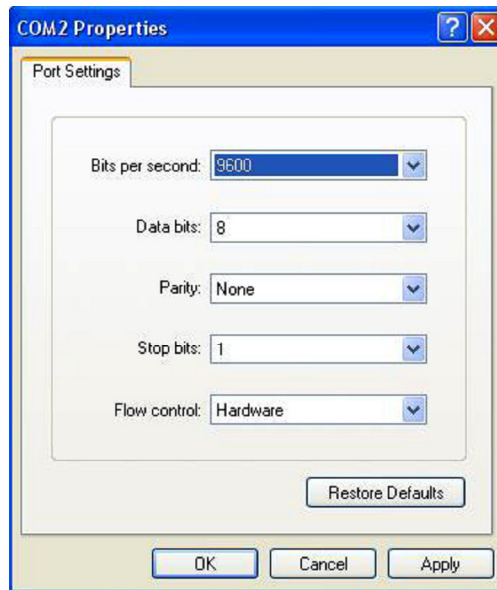 COM2 Properties
Port Settings
Bits per second: 9600
Data bits: 8
Parity: None
Stop bits: 1
Flow control: Hardware
Restore Defaults
OK Cancel Apply